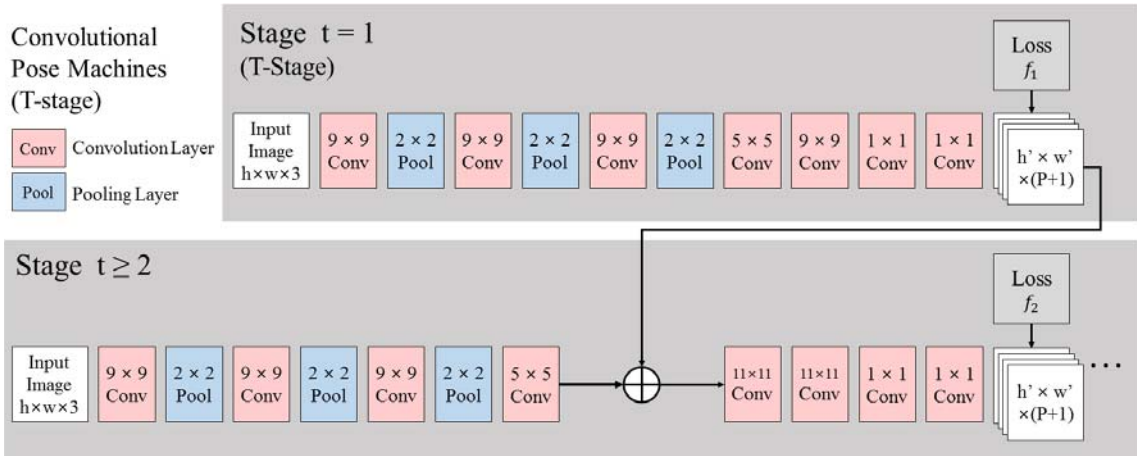 Convolutional
Pose Machines
(T-stage)
Conv Convolution Layer
Pool Pooling Layer
Stage t = 1
(T-Stage)
Loss
f₁
Input
Image
h×w×3
9 × 9
Conv
2 × 2
Pool
9 × 9
Conv
2 × 2
Pool
9 × 9
Conv
2 × 2
Pool
5 × 5
Conv
9 × 9
Conv
1 × 1
Conv
1 × 1
Conv
h’ × w’
×(P+1)
Stage t ≥ 2
Loss
f₂
Input
Image
h×w×3
9 × 9
Conv
2 × 2
Pool
9 × 9
Conv
2 × 2
Pool
9 × 9
Conv
2 × 2
Pool
5 × 5
Conv
11×11
Conv
11×11
Conv
1 × 1
Conv
1 × 1
Conv
h’ × w’
×(P+1)
···